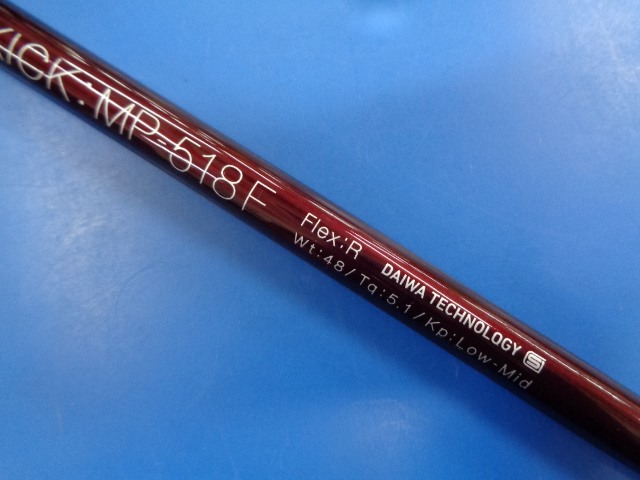 KICK: MP-518F
Flex:R DAIWA TECHNOLOGY
Wt:48/Tq:5.1/Kp:Low-Mid